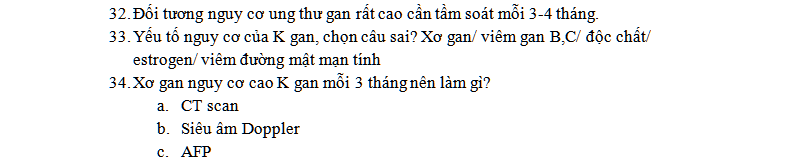 32. Đối tương nguy cơ ung thư gan rất cao cần tầm soát mỗi 3-4 tháng.
33. Yếu tố nguy cơ của K gan, chọn câu sai? Xơ gan/ viêm gan B,C/ độc chất/
estrogen/ viêm đường mật mạn tính
34. Xơ gan nguy cơ cao K gan mỗi 3 tháng nên làm gì?
a. CT scan
b. Siêu âm Doppler
c. AFP